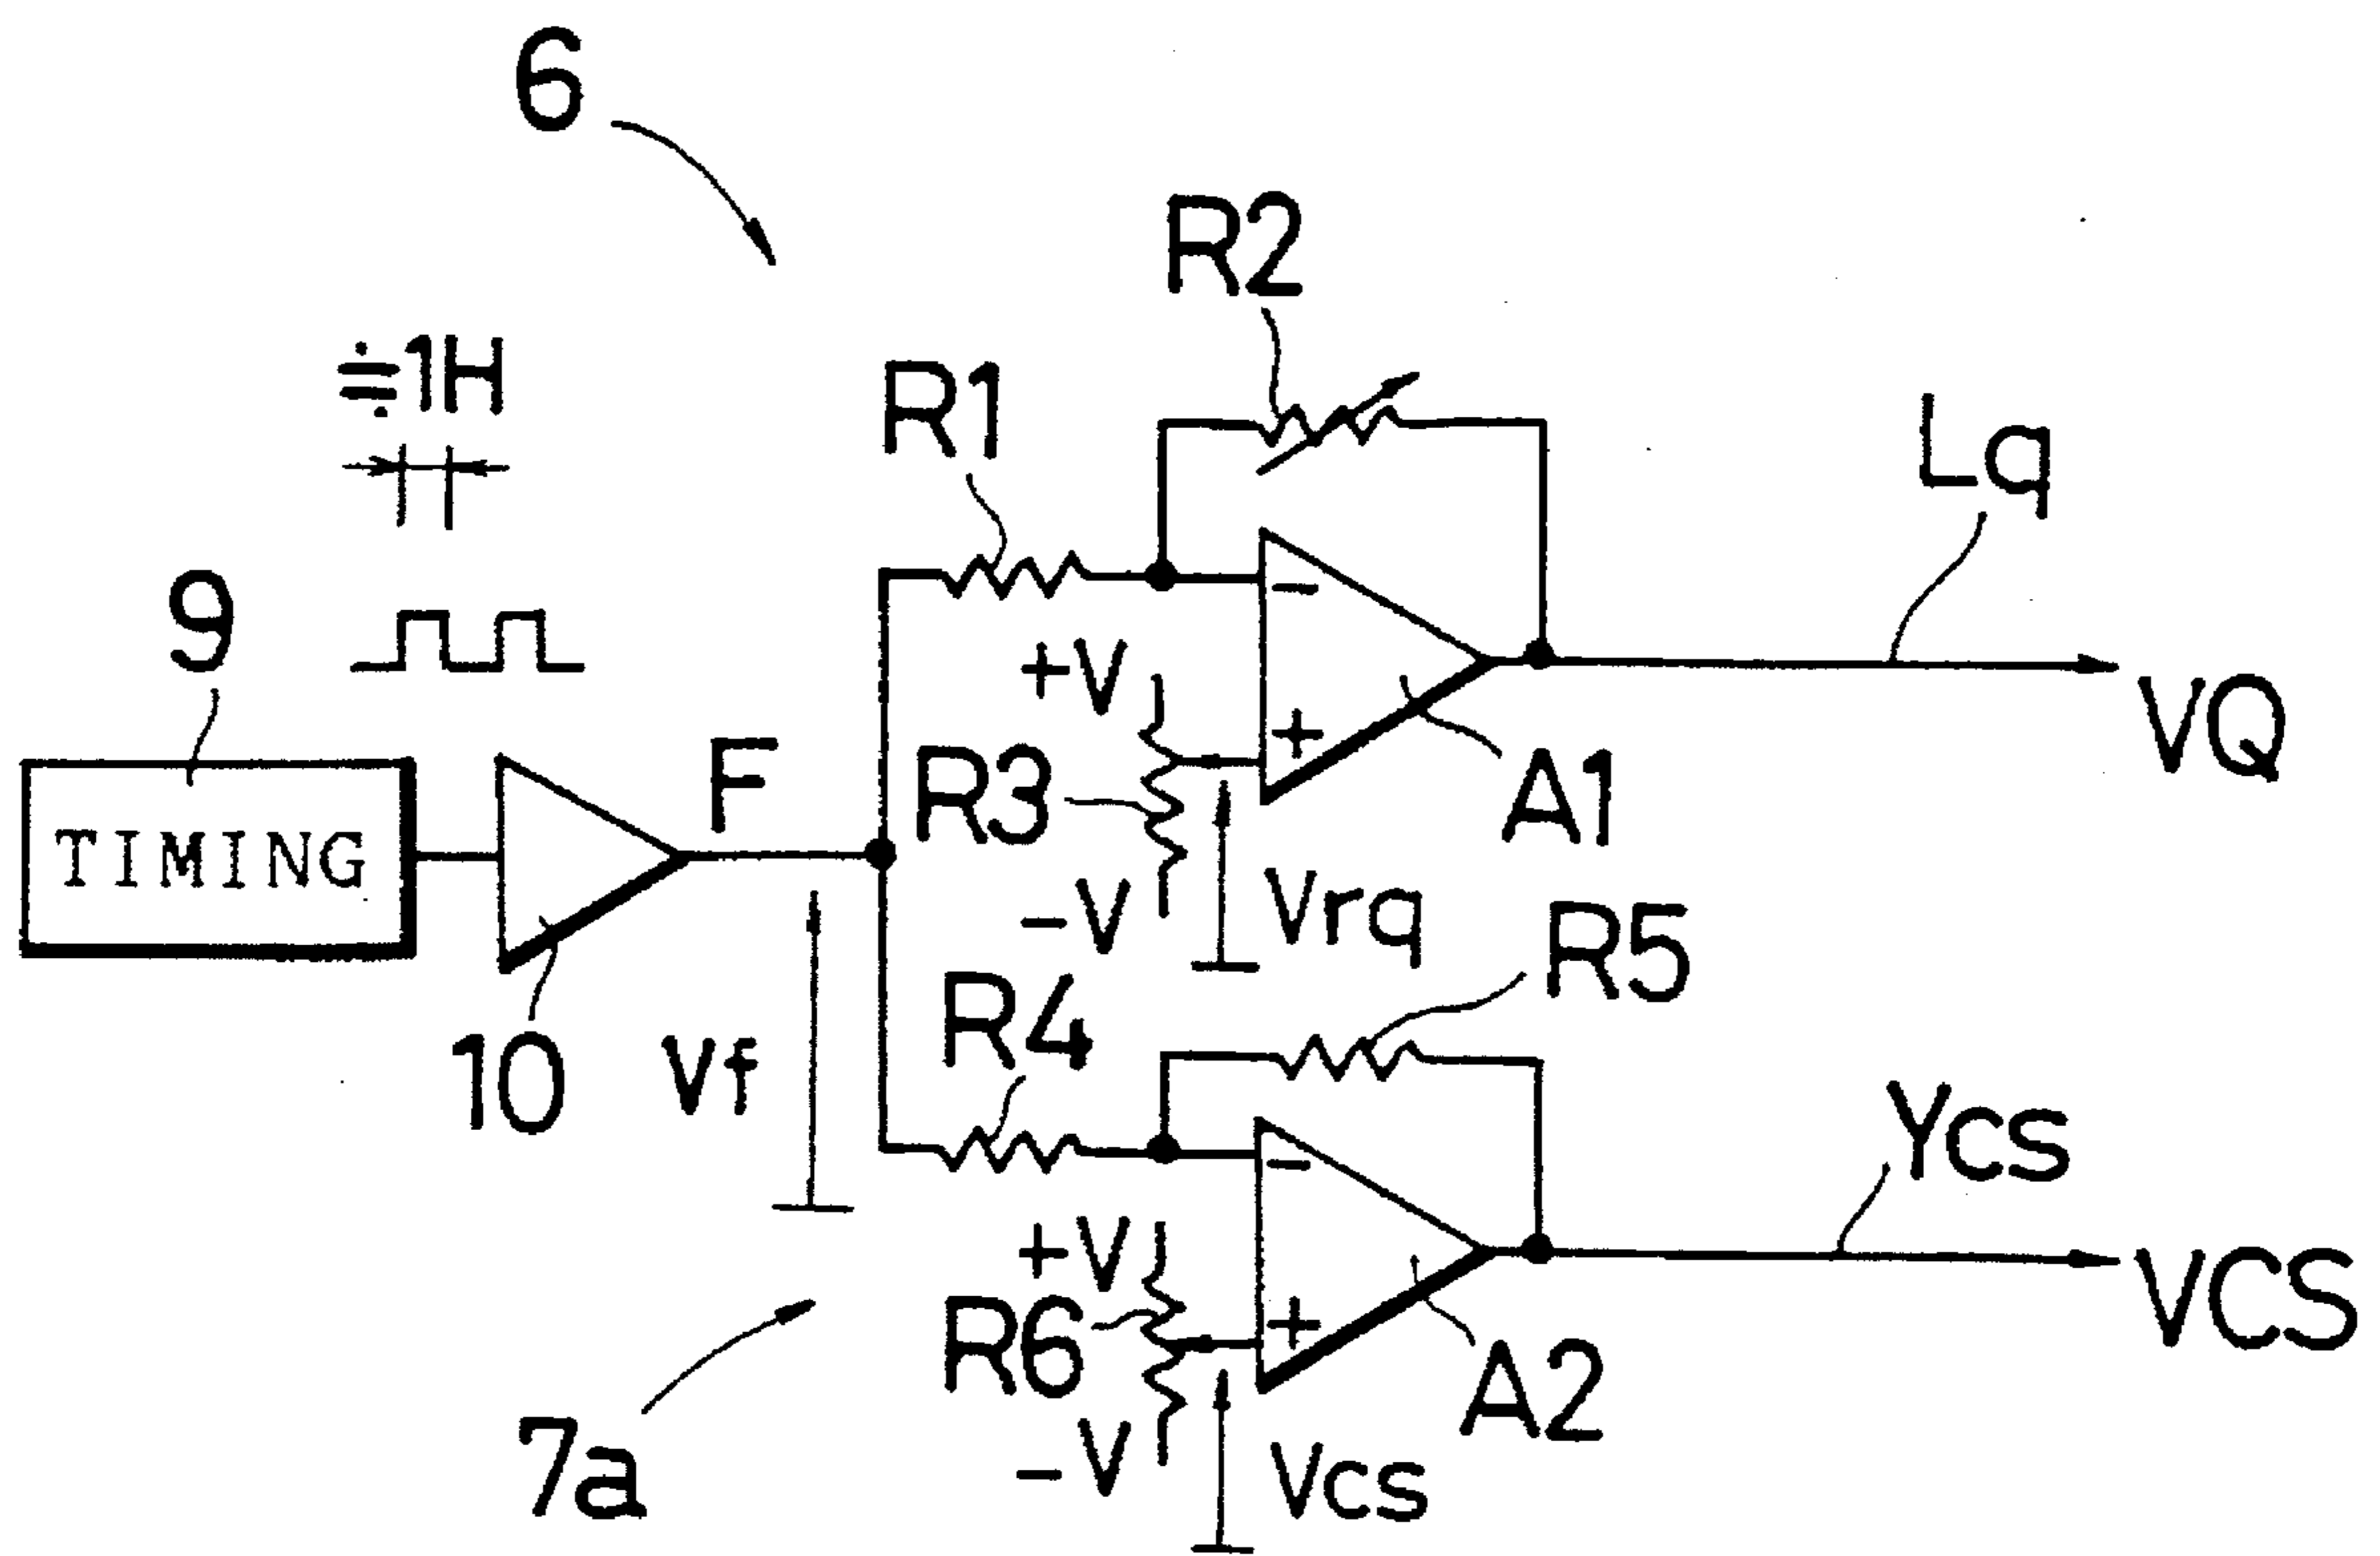 6
R2
≒1H
R1
Lq
9
+V
-
VQ
F
R3
+
A1
TIMING
-V
Vrq
R5
R4
10
Vf
-
Ycs
+V
R6
+
VCS
A2
7a
-V
Vcs